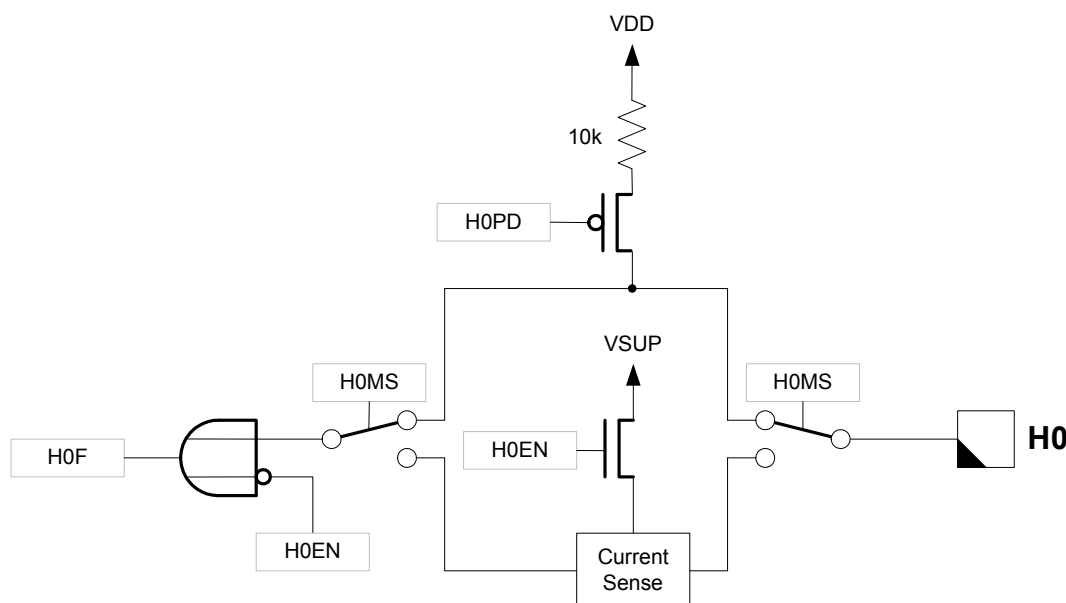 VDD
10k
H0PD
VSUP
H0MS
H0MS
H0F
H0EN
H0
H0EN
Current
Sense